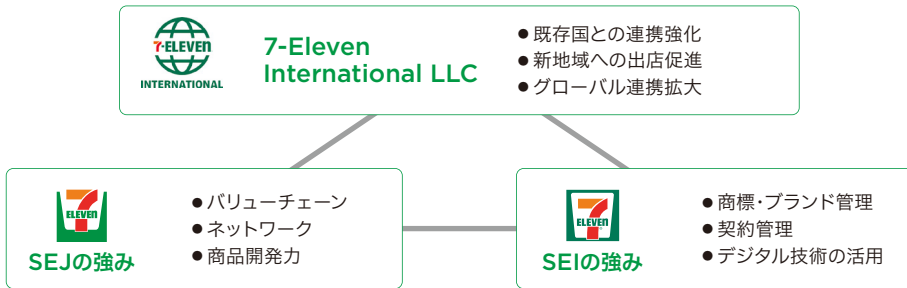 7-ELEVEN
INTERNATIONAL
7-Eleven
International LLC
●既存国との連携強化
●新地域への出店促進
●グローバル連携拡大
7
ELEVEN
SEJの強み
●バリューチェーン
●ネットワーク
●商品開発力
7
ELEVEN
SEIの強み
●商標・ブランド管理
●契約管理
●デジタル技術の活用